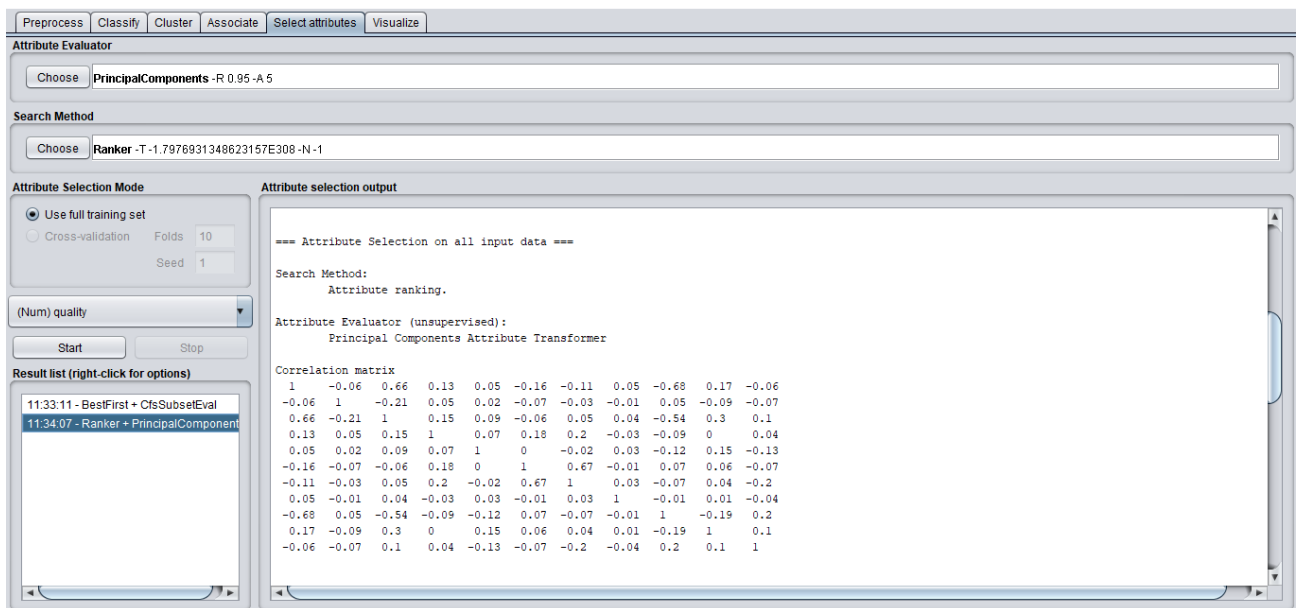 Preprocess Classify Cluster Associate Select attributes Visualize
Attribute Evaluator
Choose PrincipalComponents -R 0.95 -A 5
Search Method
Choose Ranker -T -1.7976931348623157E308 -N -1
Attribute Selection Mode
Use full training set
Cross-validation Folds 10
Seed 1
(Num) quality
Start Stop
Result list (right-click for options)
11:33:11 - BestFirst + CfsSubsetEval
11:34:07 - Ranker + PrincipalComponent
Attribute selection output
=== Attribute Selection on all input data ===
Search Method:
Attribute ranking.
Attribute Evaluator (unsupervised):
Principal Components Attribute Transformer
Correlation matrix
1 -0.06 0.66 0.13 0.05 -0.16 -0.11 0.05 -0.68 0.17 -0.06
-0.06 1 -0.21 0.05 0.02 -0.07 -0.03 -0.01 0.05 -0.09 -0.07
0.66 -0.21 1 0.15 0.09 -0.06 0.05 0.04 -0.54 0.3 0.1
0.13 0.05 0.15 1 0.07 0.18 0.2 -0.03 -0.09 0 0.04
0.05 0.02 0.09 0.07 1 0 -0.02 0.03 -0.12 0.15 -0.13
-0.16 -0.07 -0.06 0.18 0 1 0.67 -0.01 0.07 0.06 -0.07
-0.11 -0.03 0.05 0.2 -0.02 0.67 1 0.03 -0.07 0.04 -0.2
0.05 -0.01 0.04 -0.03 0.03 -0.01 0.03 1 -0.01 0.01 -0.04
-0.68 0.05 -0.54 -0.09 -0.12 0.07 -0.07 -0.01 1 -0.19 0.2
0.17 -0.09 0.3 0 0.15 0.06 0.04 0.01 -0.19 1 0.1
-0.06 -0.07 0.1 0.04 -0.13 -0.07 -0.2 -0.04 0.2 0.1 1